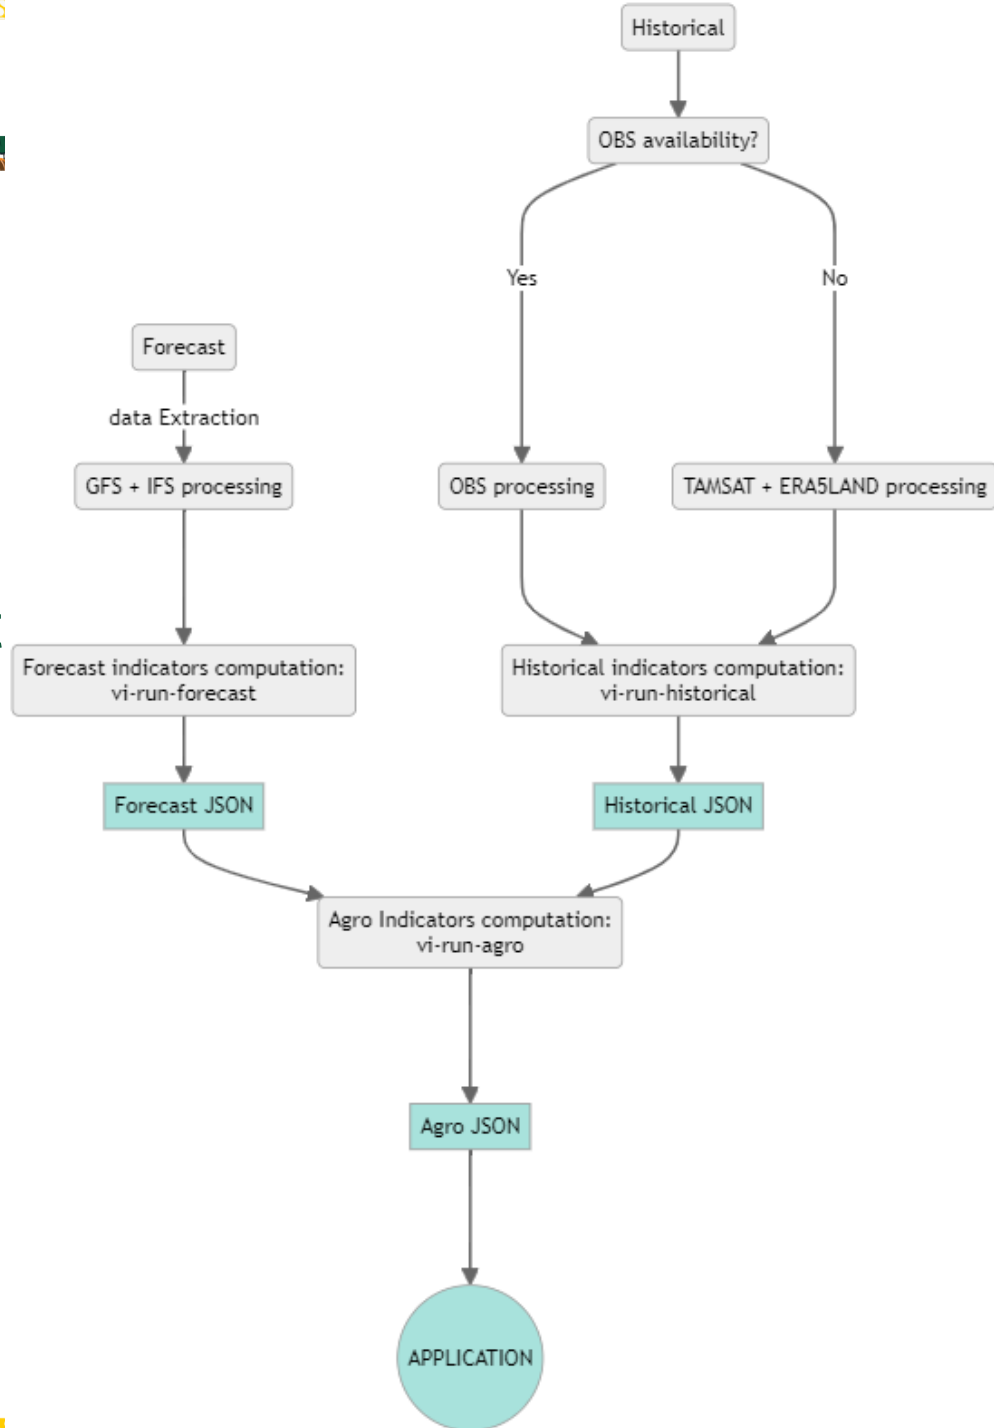 Historical
OBS availability?
Yes
No
Forecast
data Extraction
GFS + IFS processing
OBS processing
TAMSAT + ERA5LAND processing
Forecast indicators computation:
vi-run-forecast
Historical indicators computation:
vi-run-historical
Forecast JSON
Historical JSON
Agro Indicators computation:
vi-run-agro
Agro JSON
APPLICATION